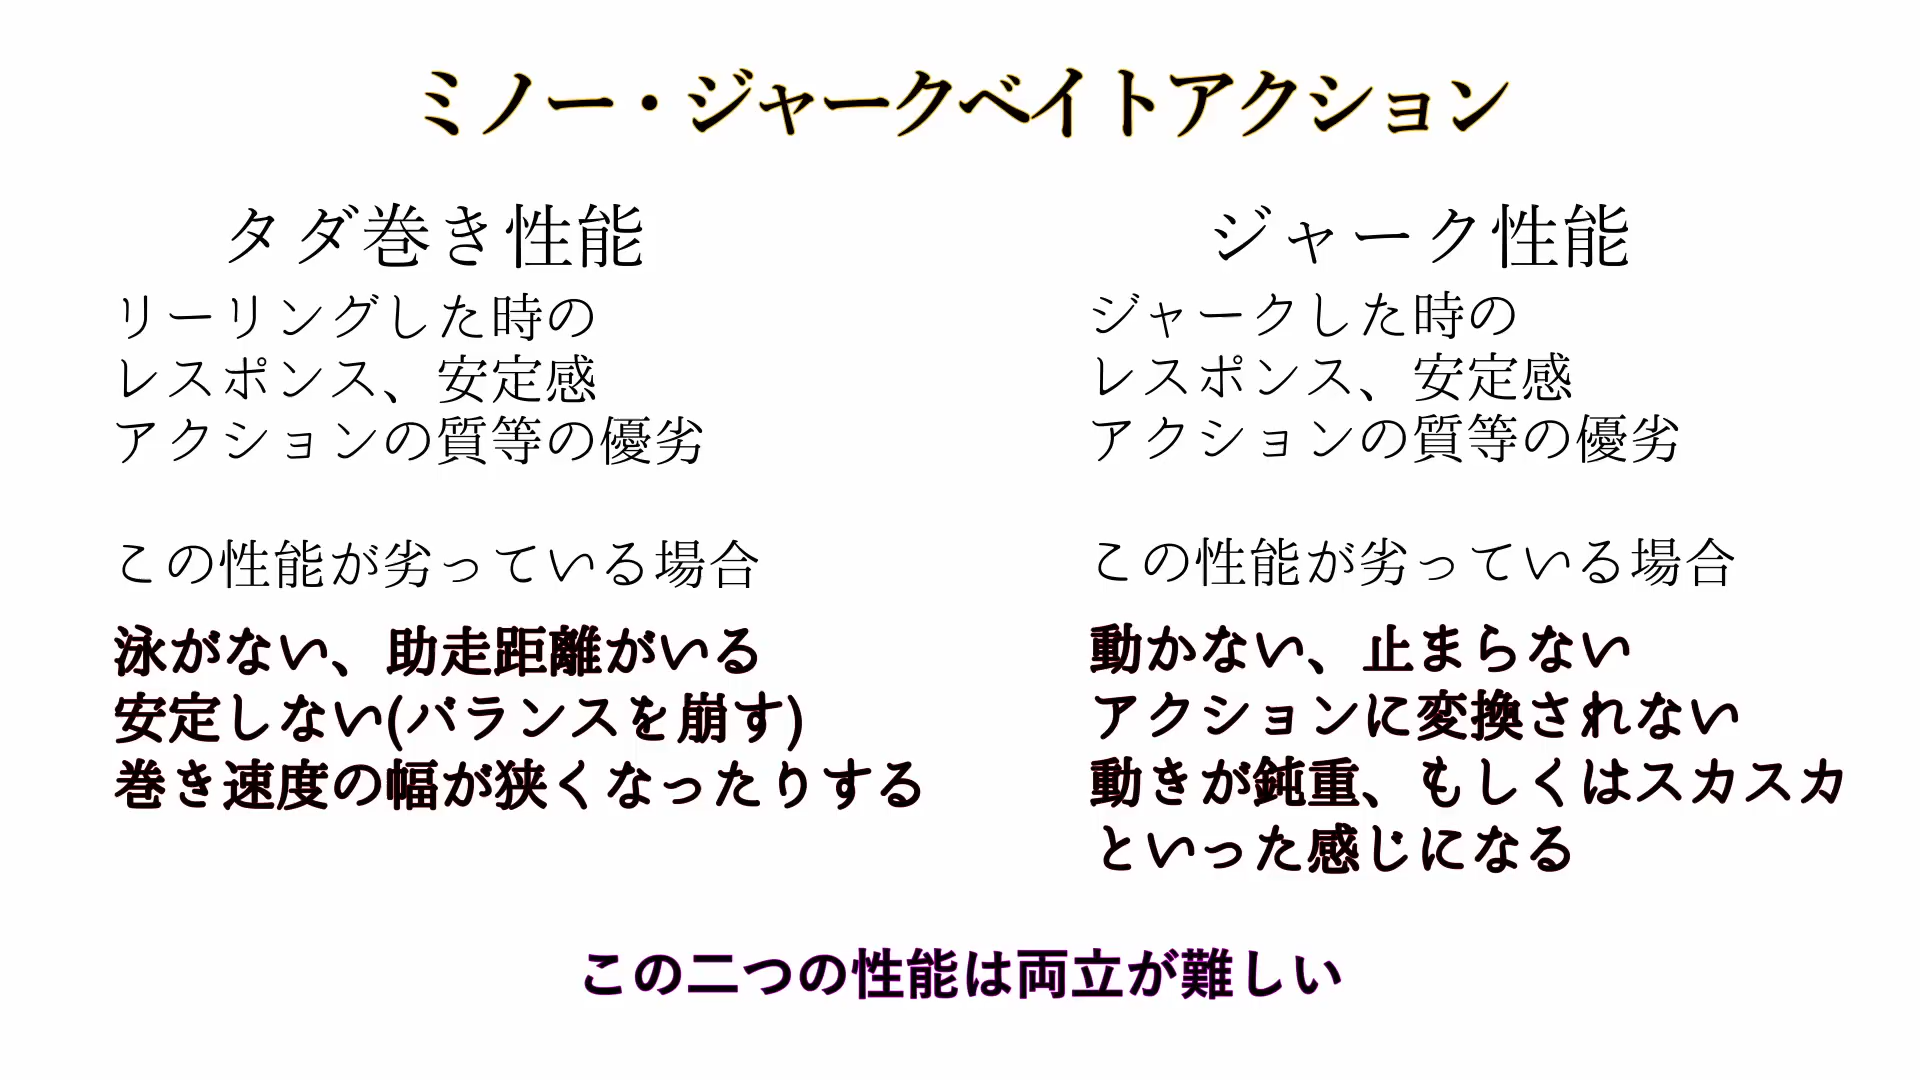 ミノー・ジャークベイトアクション
タダ巻き性能
リーリングした時の
レスポンス、安定感
アクションの質等の優劣
この性能が劣っている場合
泳がない、助走距離がいる
安定しない(バランスを崩す)
巻き速度の幅が狭くなったりする
ジャーク性能
ジャークした時の
レスポンス、安定感
アクションの質等の優劣
この性能が劣っている場合
動かない、止まらない
アクションに変換されない
動きが鈍重、もしくはスカスカ
といった感じになる
この二つの性能は両立が難しい